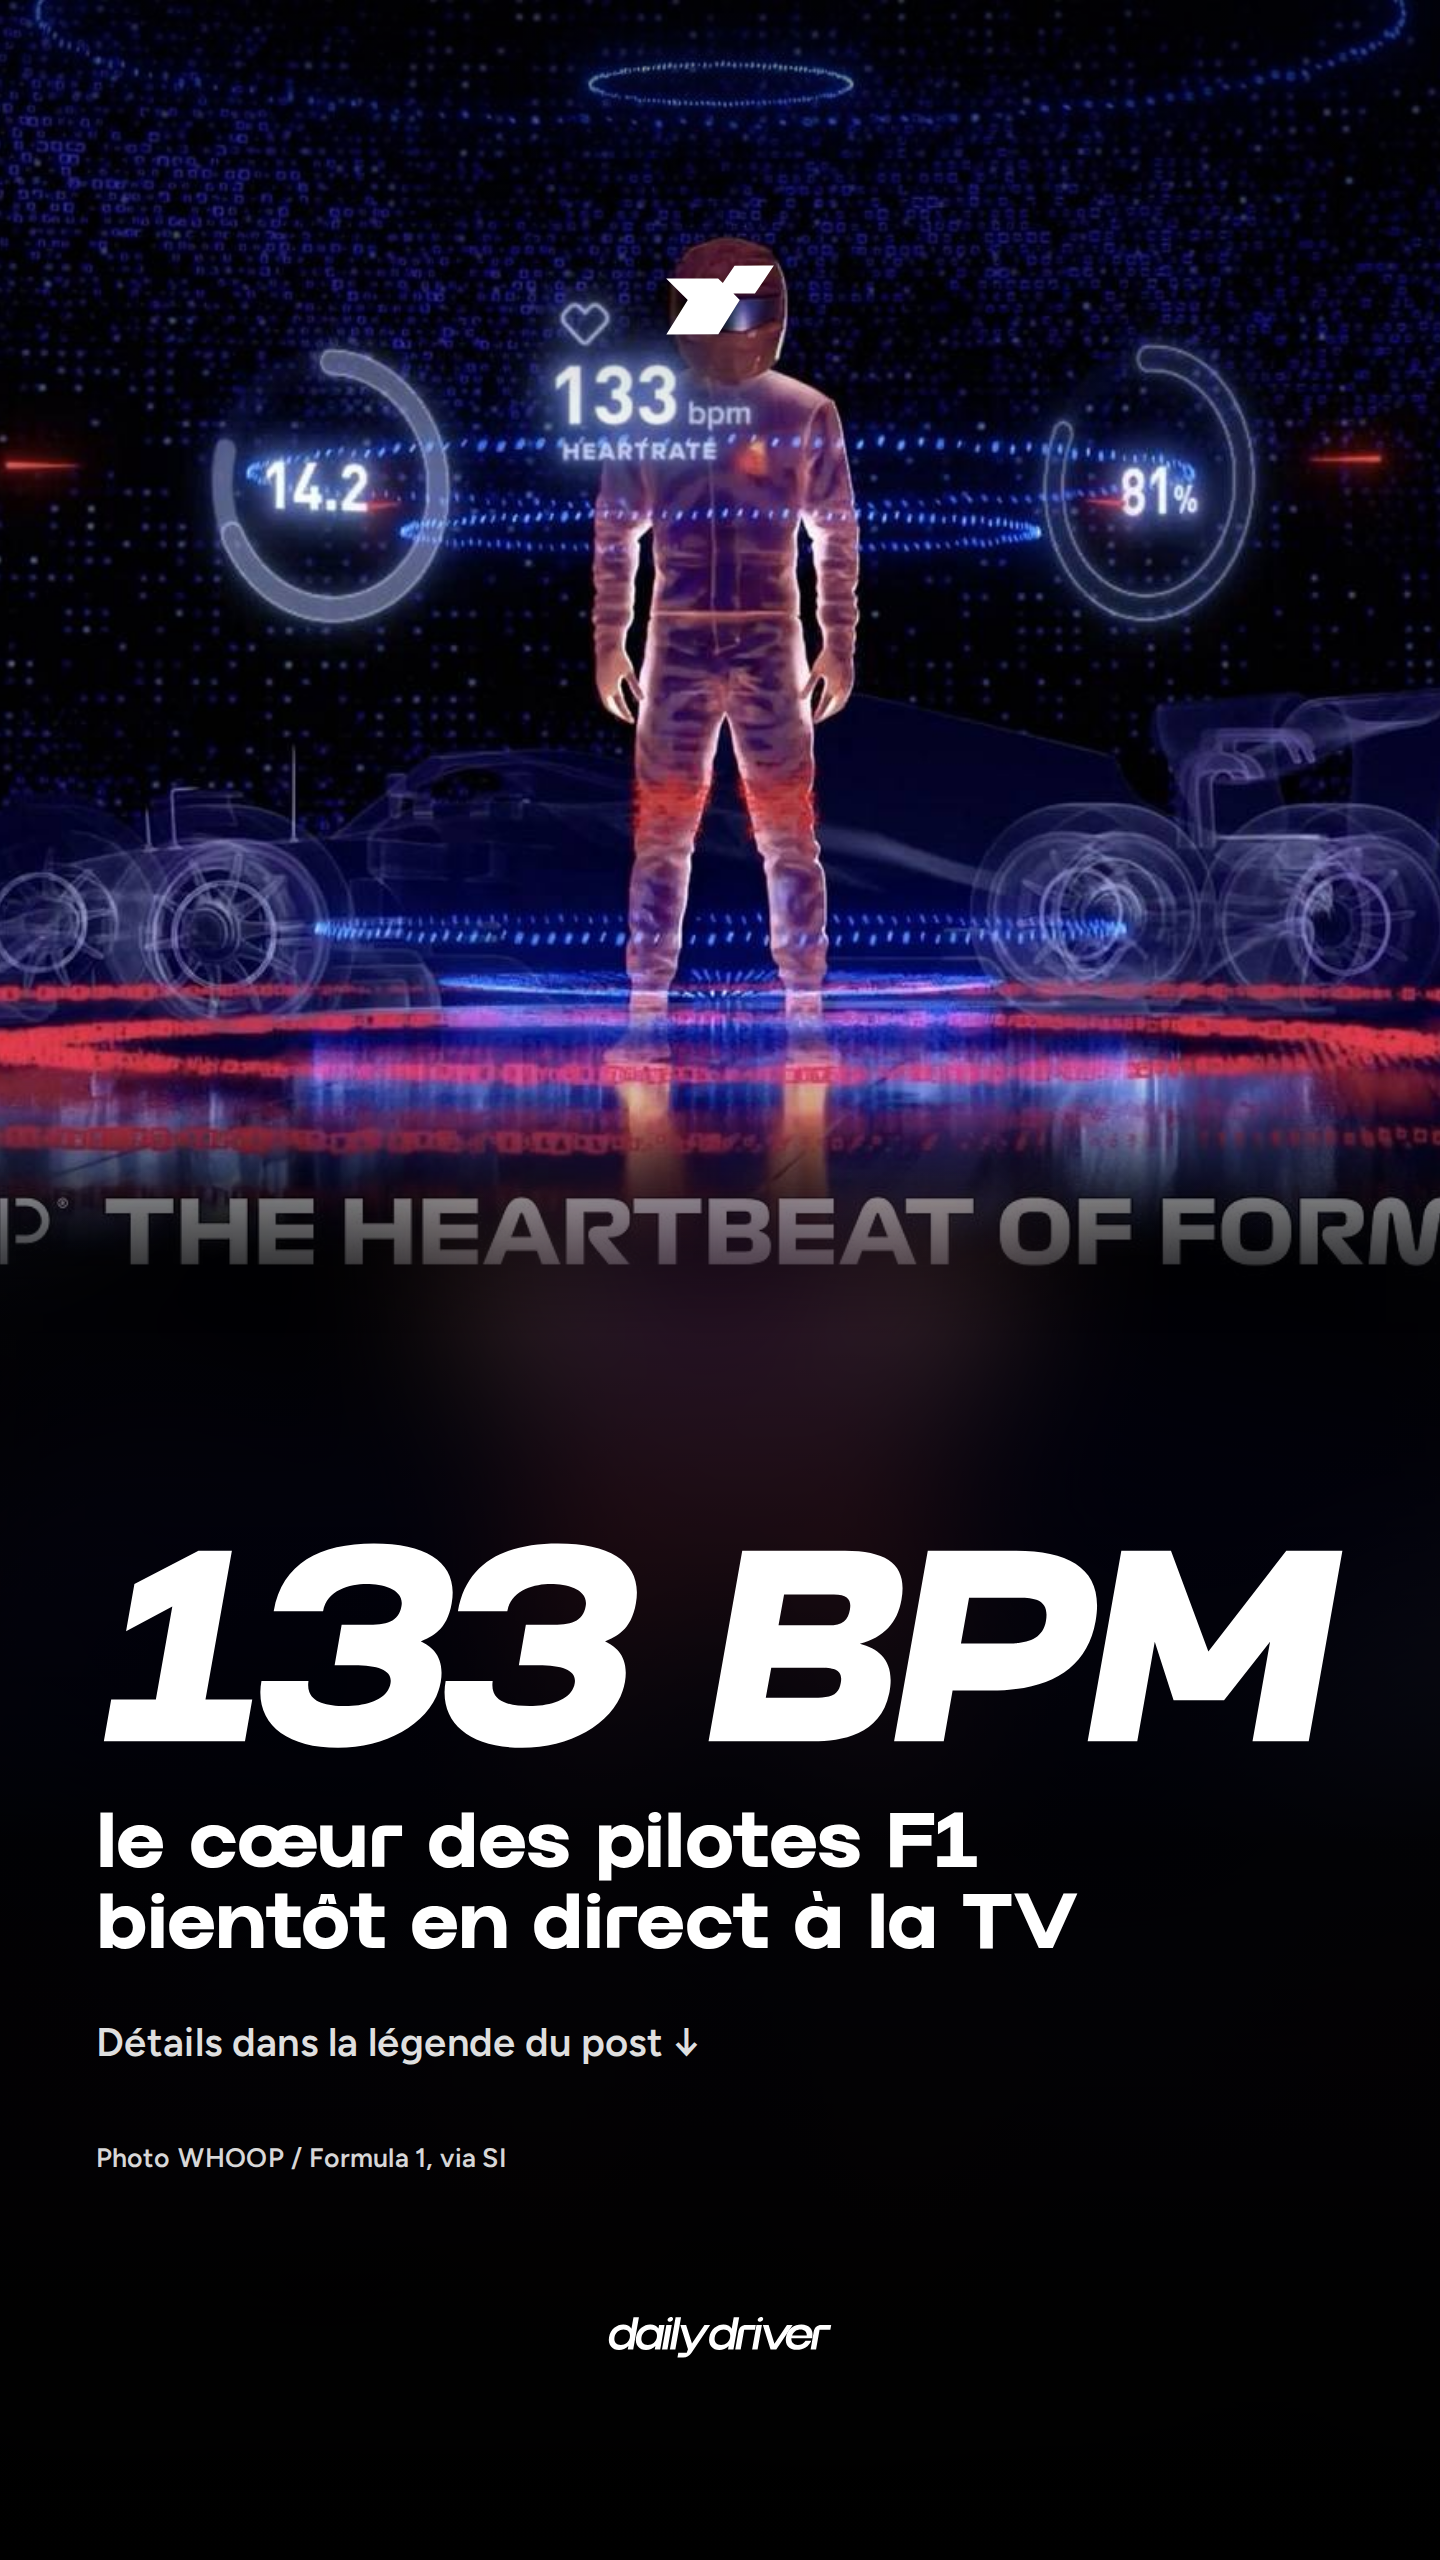 133 bpm
HEARTRATE
14.2
81%
THE HEARTBEAT OF FORM
133 BPM
le cœur des pilotes F1
bientôt en direct à la TV
Détails dans la légende du post ↓
Photo WHOOP / Formula 1, via SI
dailydriver